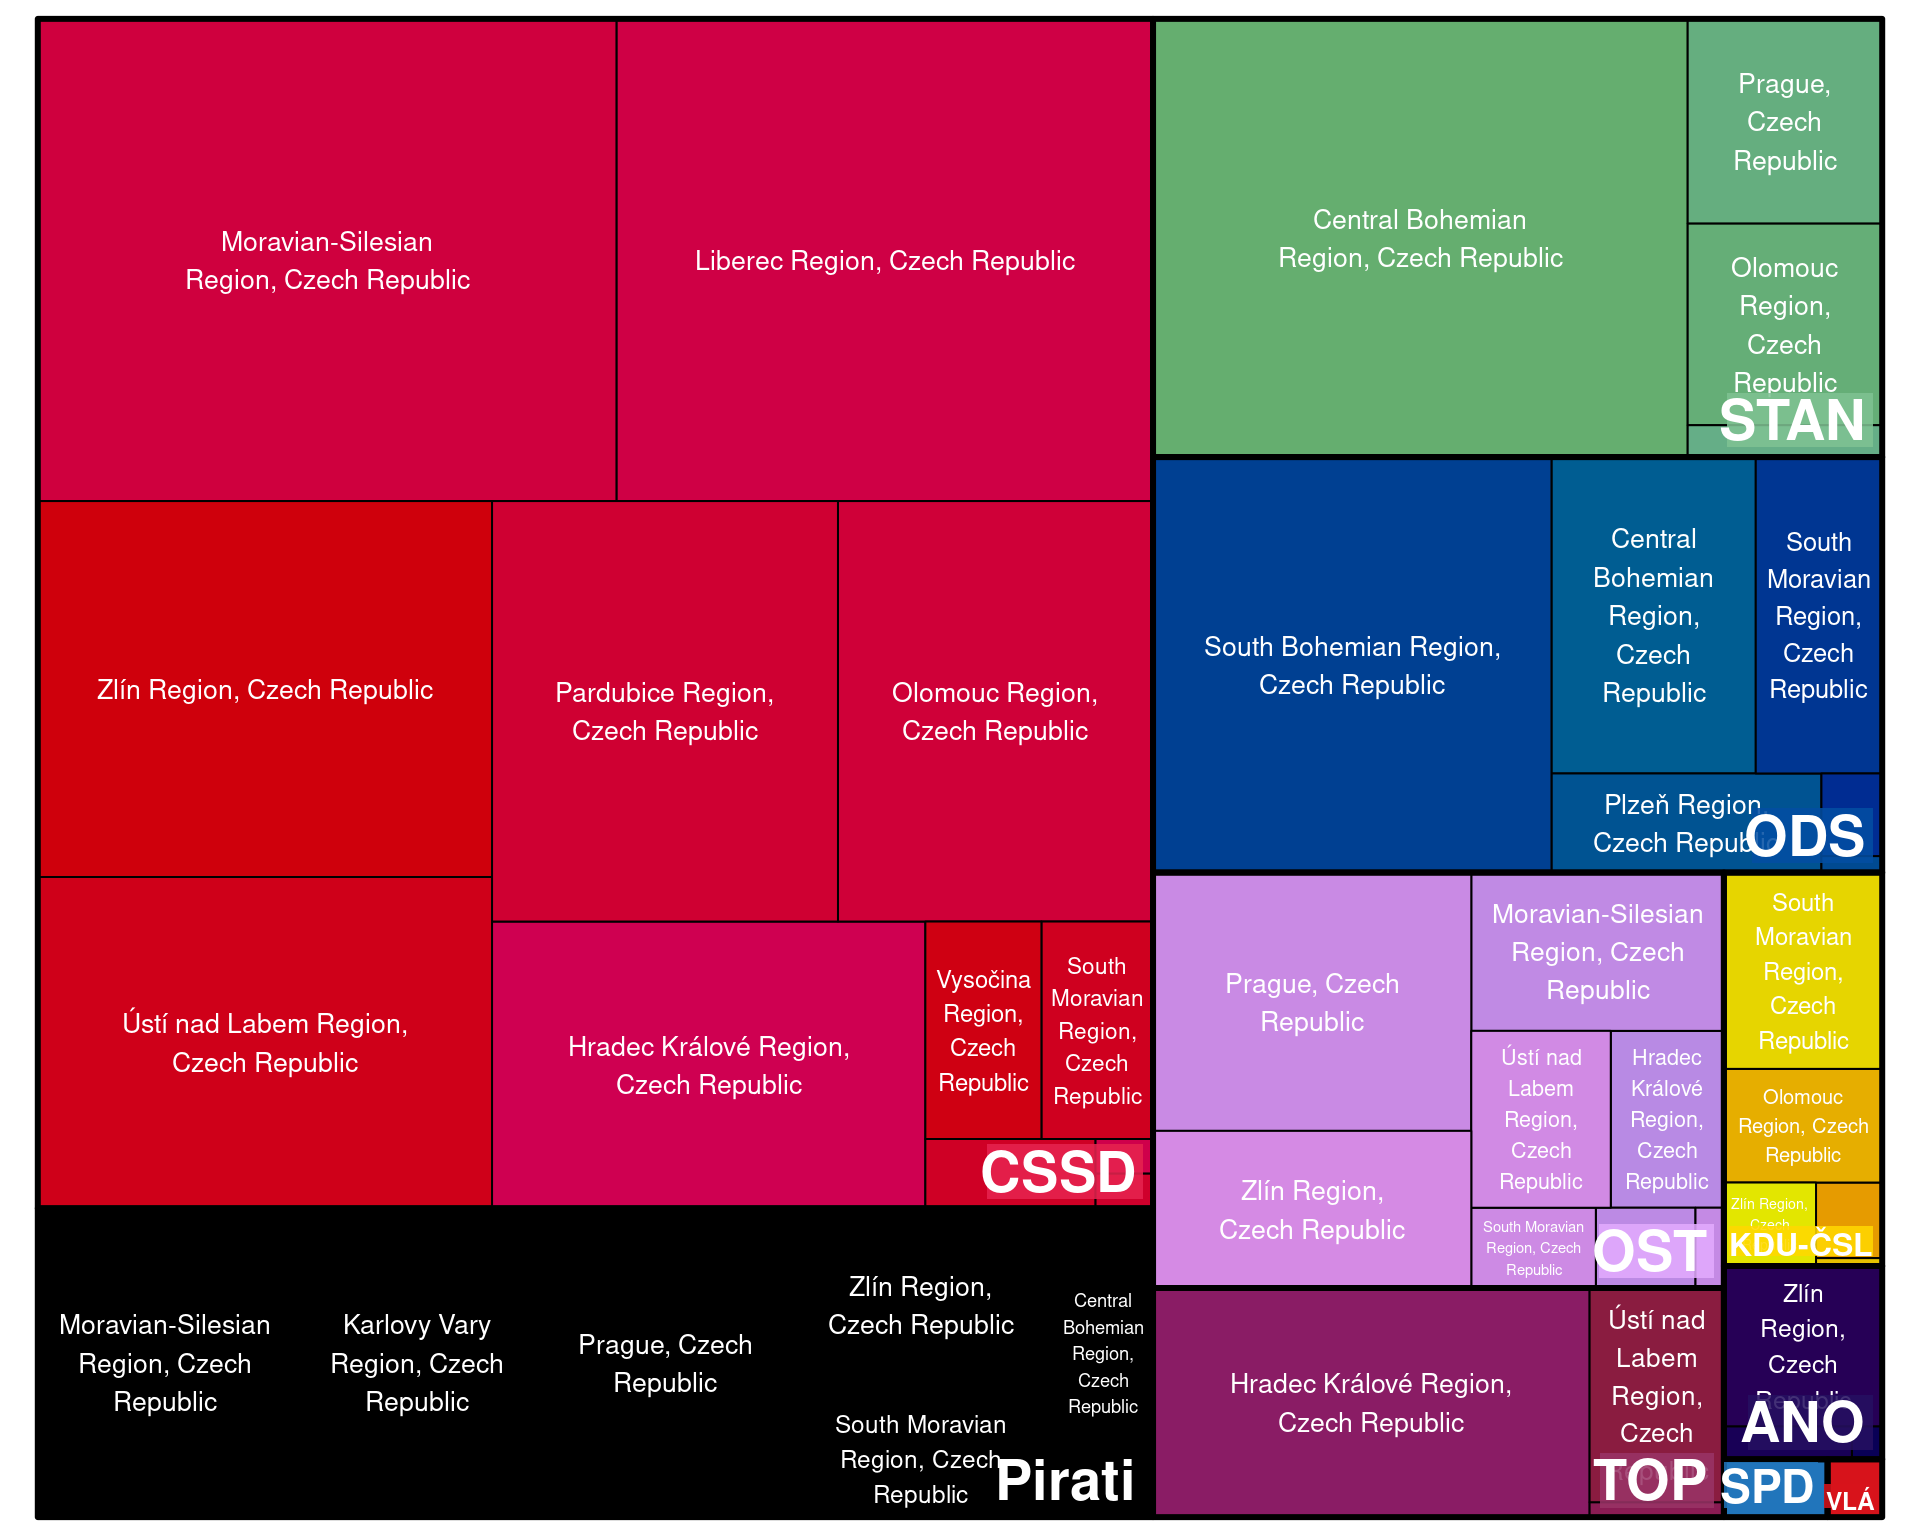 Moravian-Silesian
Region, Czech Republic
Liberec Region, Czech Republic
Zlín Region, Czech Republic
Pardubice Region,
Czech Republic
Olomouc Region,
Czech Republic
Ústí nad Labem Region,
Czech Republic
Hradec Králové Region,
Czech Republic
Vysočina
Region,
Czech
Republic
South
Moravian
Region,
Czech
Republic
CSSD
Moravian-Silesian
Region, Czech
Republic
Karlovy Vary
Region, Czech
Republic
Prague, Czech
Republic
Zlín Region,
Czech Republic
South Moravian
Region, Czech
Republic
Central
Bohemian
Region,
Czech
Republic
Pirati
Central Bohemian
Region, Czech Republic
Prague,
Czech
Republic
Olomouc
Region,
Czech
Republic
STAN
South Bohemian Region,
Czech Republic
Central
Bohemian
Region,
Czech
Republic
South
Moravian
Region,
Czech
Republic
Plzeň Region,
Czech Republic
ODS
Prague, Czech
Republic
Moravian-Silesian
Region, Czech
Republic
Zlín Region,
Czech Republic
Ústí nad
Labem
Region,
Czech
Republic
Hradec
Králové
Region,
Czech
Republic
South Moravian
Region, Czech
Republic
OST
South
Moravian
Region,
Czech
Republic
Olomouc
Region, Czech
Republic
Zlín Region,
Czech
KDU-ČSL
Hradec Králové Region,
Czech Republic
Ústí nad
Labem
Region,
Czech
Republic
TOP
Zlín
Region,
Czech
Republic
ANO
SPD
VLÁ